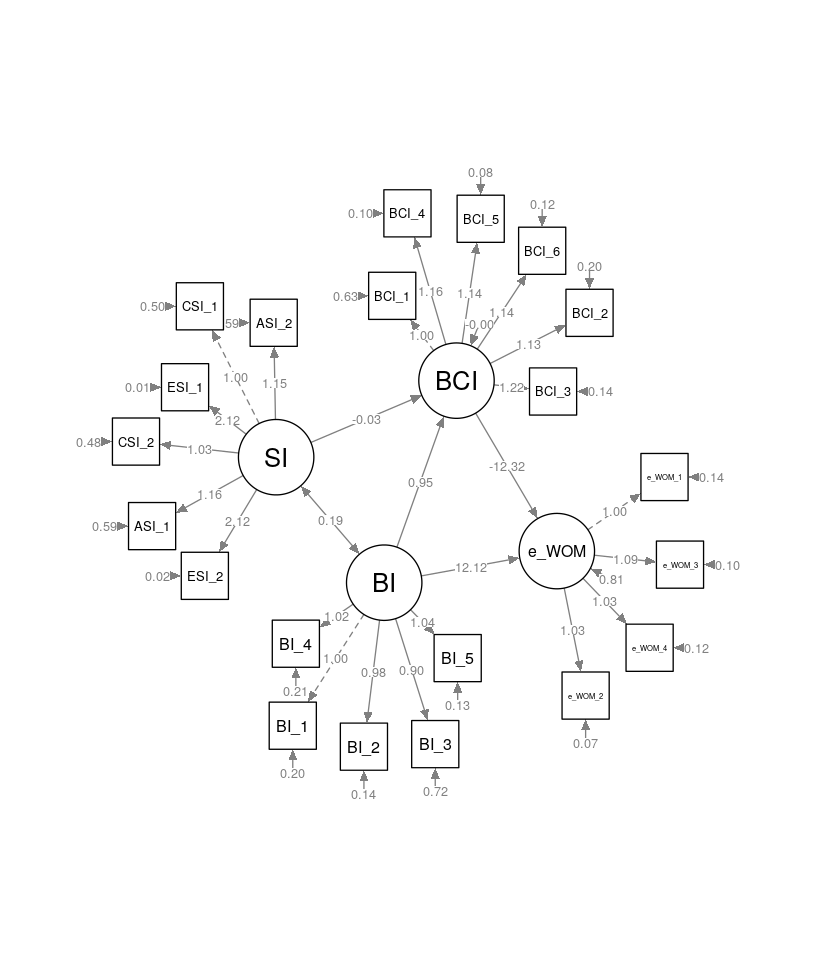 0.08
BCI_4
0.10
BCI_5
0.12
BCI_6
0.20
BCI_2
BCI_1
0.63
1.16
1.14
1.14
-0.00
1.00
1.13
CSI_1
0.50
59
ASI_2
BCI
1.22
BCI_3
0.14
ESI_1
0.01
1.00
1.15
2.12
-0.03
CSI_2
0.48
1.03
SI
-12.32
1.16
0.95
e_WOM_1
0.14
ASI_1
0.59
2.12
0.19
1.00
e_WOM
1.09
e_WOM_3
0.10
ESI_2
0.02
BI
12.12
0.81
1.03
1.02
1.04
1.03
BI_4
1.00
0.98
0.90
BI_5
e_WOM_4
0.12
0.21
0.13
e_WOM_2
BI_1
BI_2
BI_3
0.07
0.20
0.14
0.72